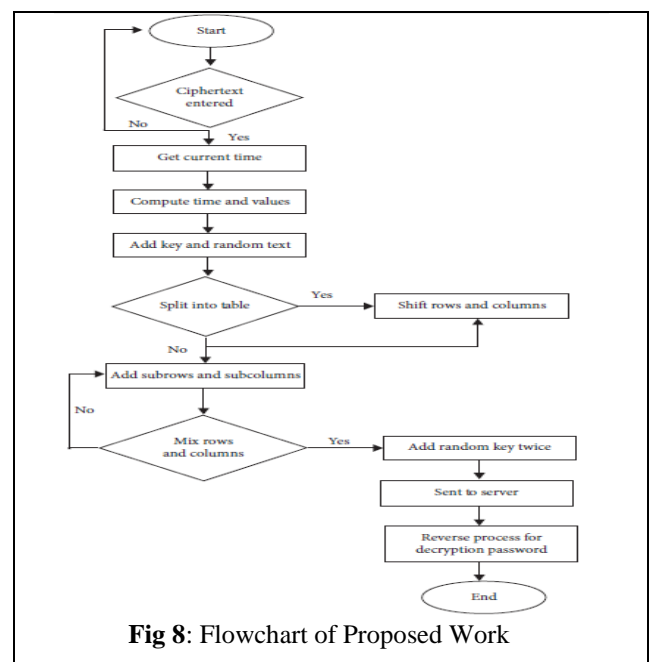 Start
Ciphertext
entered
No
Yes
Get current time
Compute time and values
Add key and random text
Split into table
Yes
Shift rows and columns
No
Add subrows and subcolumns
No
Mix rows
and columns
Yes
Add random key twice
Sent to server
Reverse process for
decryption password
End
Fig 8: Flowchart of Proposed Work